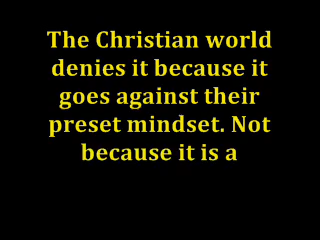 The Christian world
denies it because it
goes against their
preset mindset. Not
because it is a